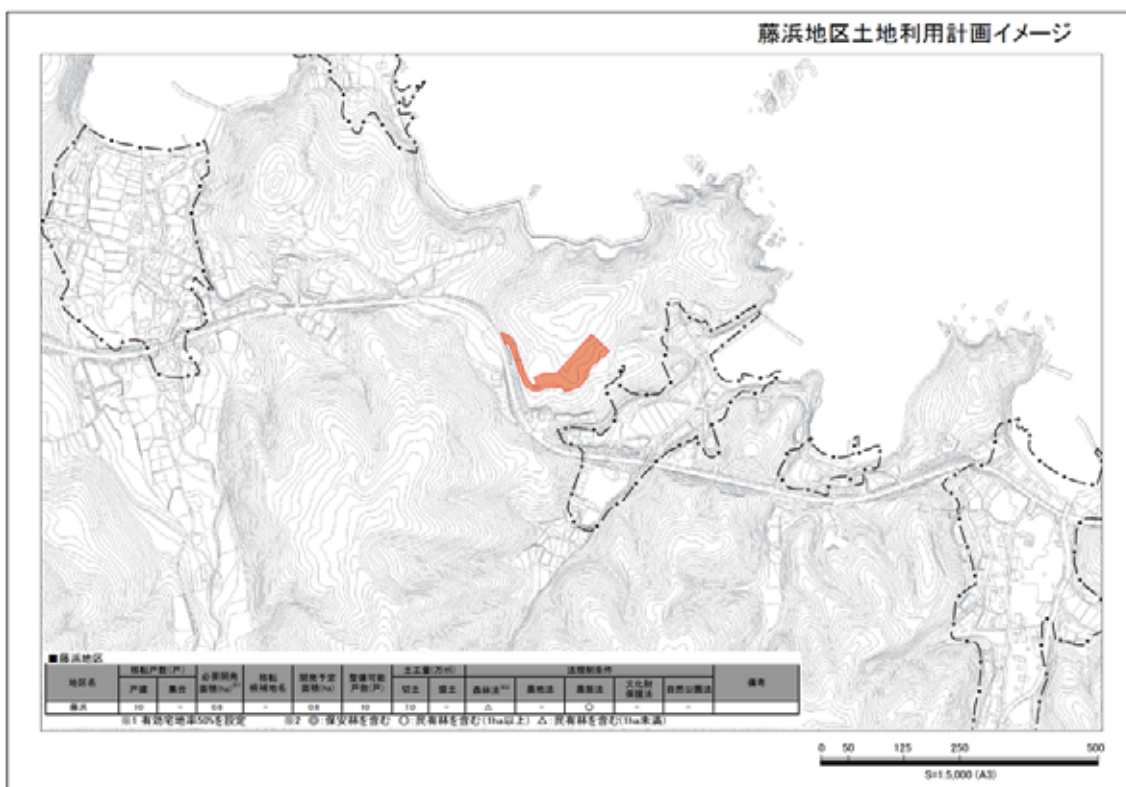 藤浜地区土地利用計画イメージ
■藤浜地区
地区名 移転戸数(戸) 必要開発面積(ha)※1 移転候補地名 開発予定面積(ha) 整備可能戸数(戸) 土工量(万㎥) 法規制条件 備考
戸建 集合 切土 盛土 森林法※2 農地法 農振法 文化財保護法 自然公園法
藤浜 10 - - 10 7.0 - △ - ○ - -
※1 有効宅地率50%を設定 ※2 ◎:保安林を含む ○:民有林を含む(1ha以上) △:民有林を含む(1ha未満)
0 50 125 250 500
S=1:5,000 (A3)